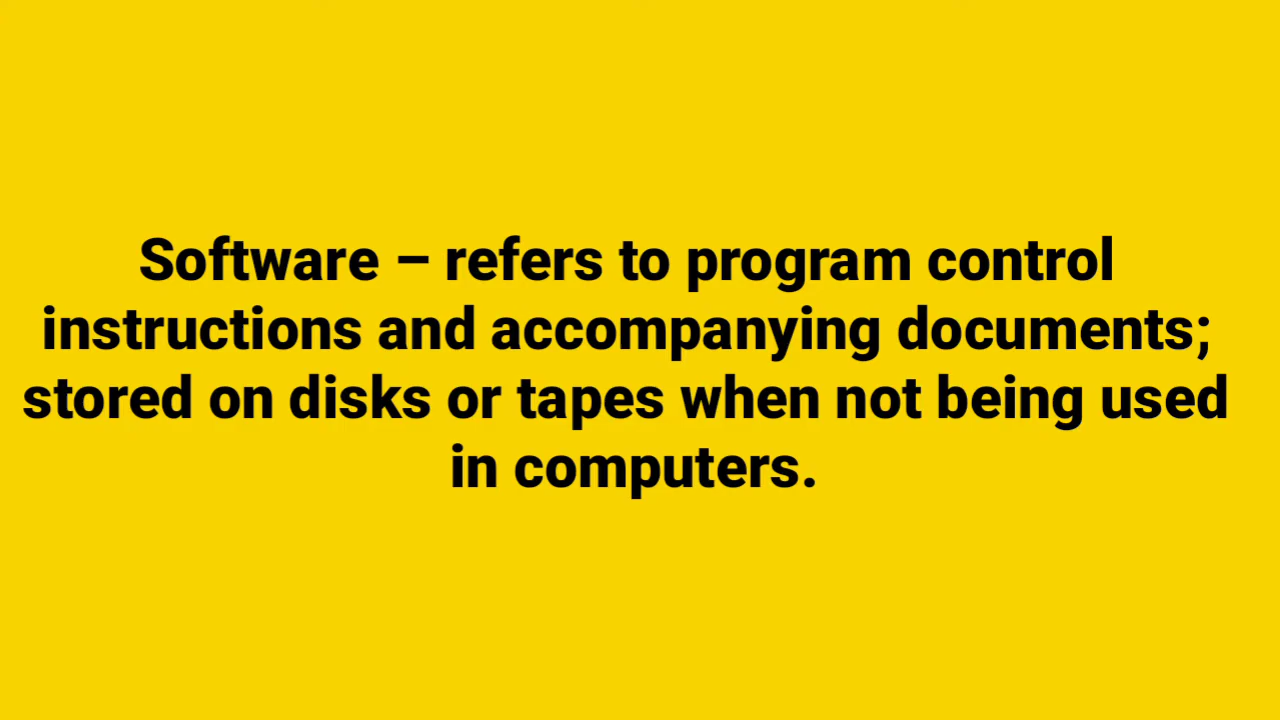 Software – refers to program control
instructions and accompanying documents;
stored on disks or tapes when not being used
in computers.